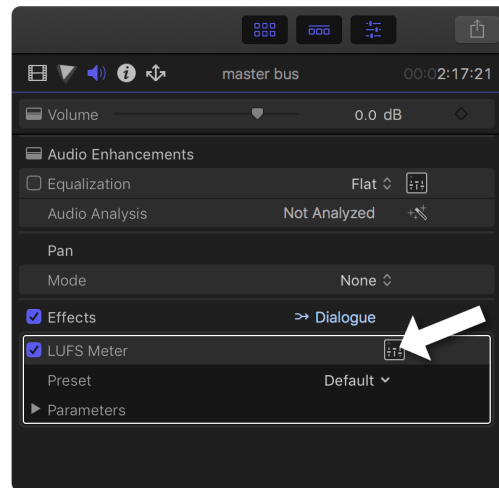 master bus 00:02:17:21
Volume 0.0 dB
Audio Enhancements
Equalization Flat
Audio Analysis Not Analyzed
Pan
Mode None
Effects Dialogue
LUFS Meter
Preset Default
Parameters